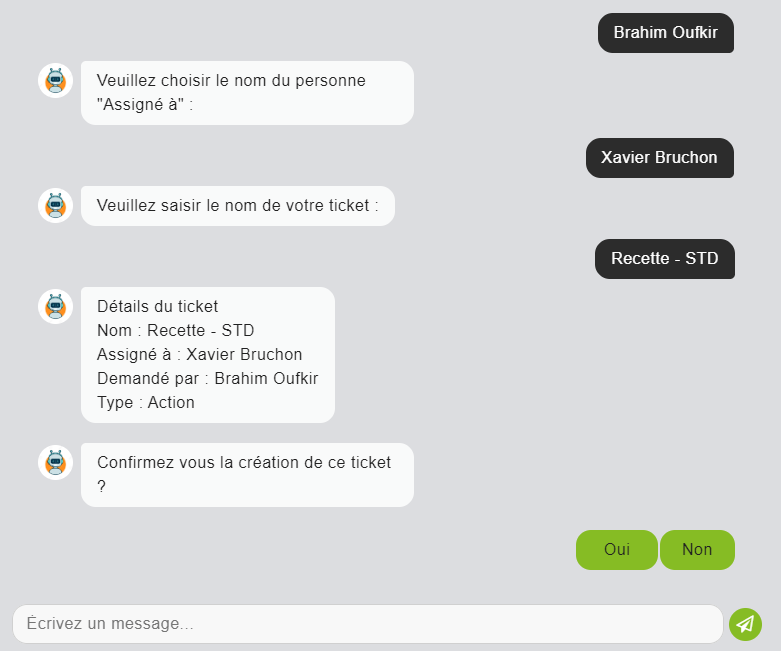 Brahim Oufkir
Veuillez choisir le nom du personne
"Assigné à" :
Xavier Bruchon
Veuillez saisir le nom de votre ticket :
Recette - STD
Détails du ticket
Nom : Recette - STD
Assigné à : Xavier Bruchon
Demandé par : Brahim Oufkir
Type : Action
Confirmez vous la création de ce ticket
?
Oui Non
Écrivez un message...